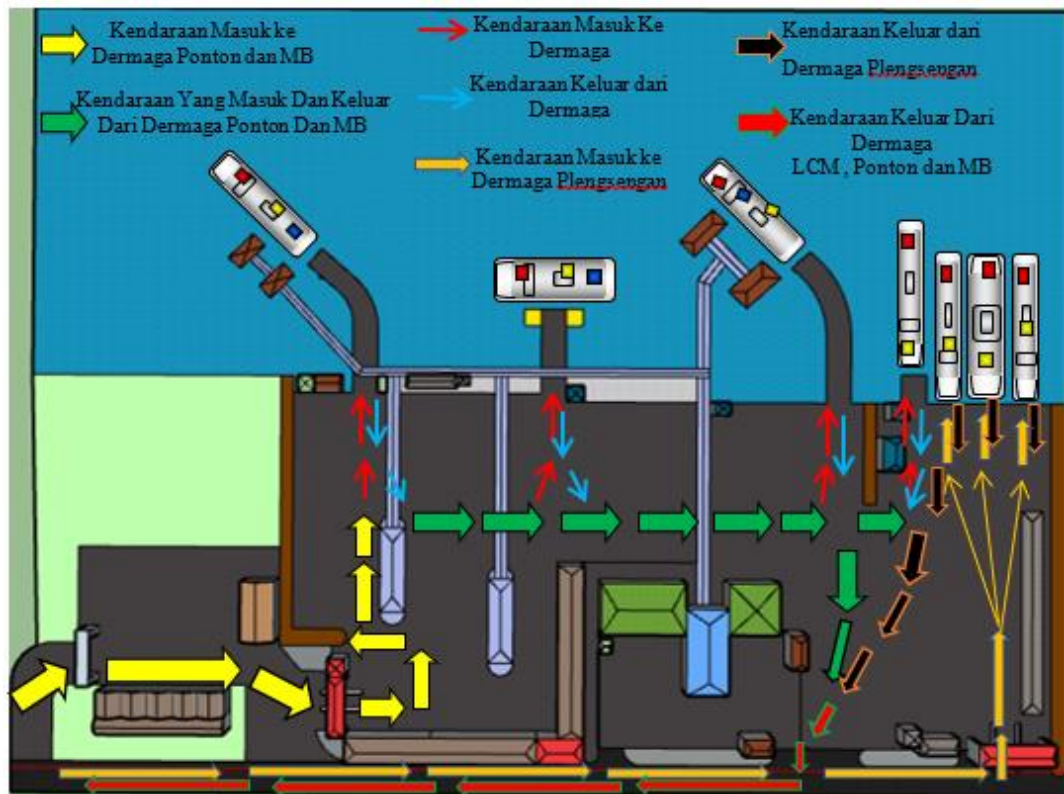 Kendaraan Masuk ke
Dermaga Ponton dan MB
Kendaraan Yang Masuk Dan Keluar
Dari Dermaga Ponton Dan MB
Kendaraan Masuk Ke
Dermaga
Kendaraan Keluar dari
Dermaga
Kendaraan Masuk ke
Dermaga Plengsengan
Kendaraan Keluar dari
Dermaga Plengsengan
Kendaraan Keluar Dari
Dermaga
LCM , Ponton dan MB